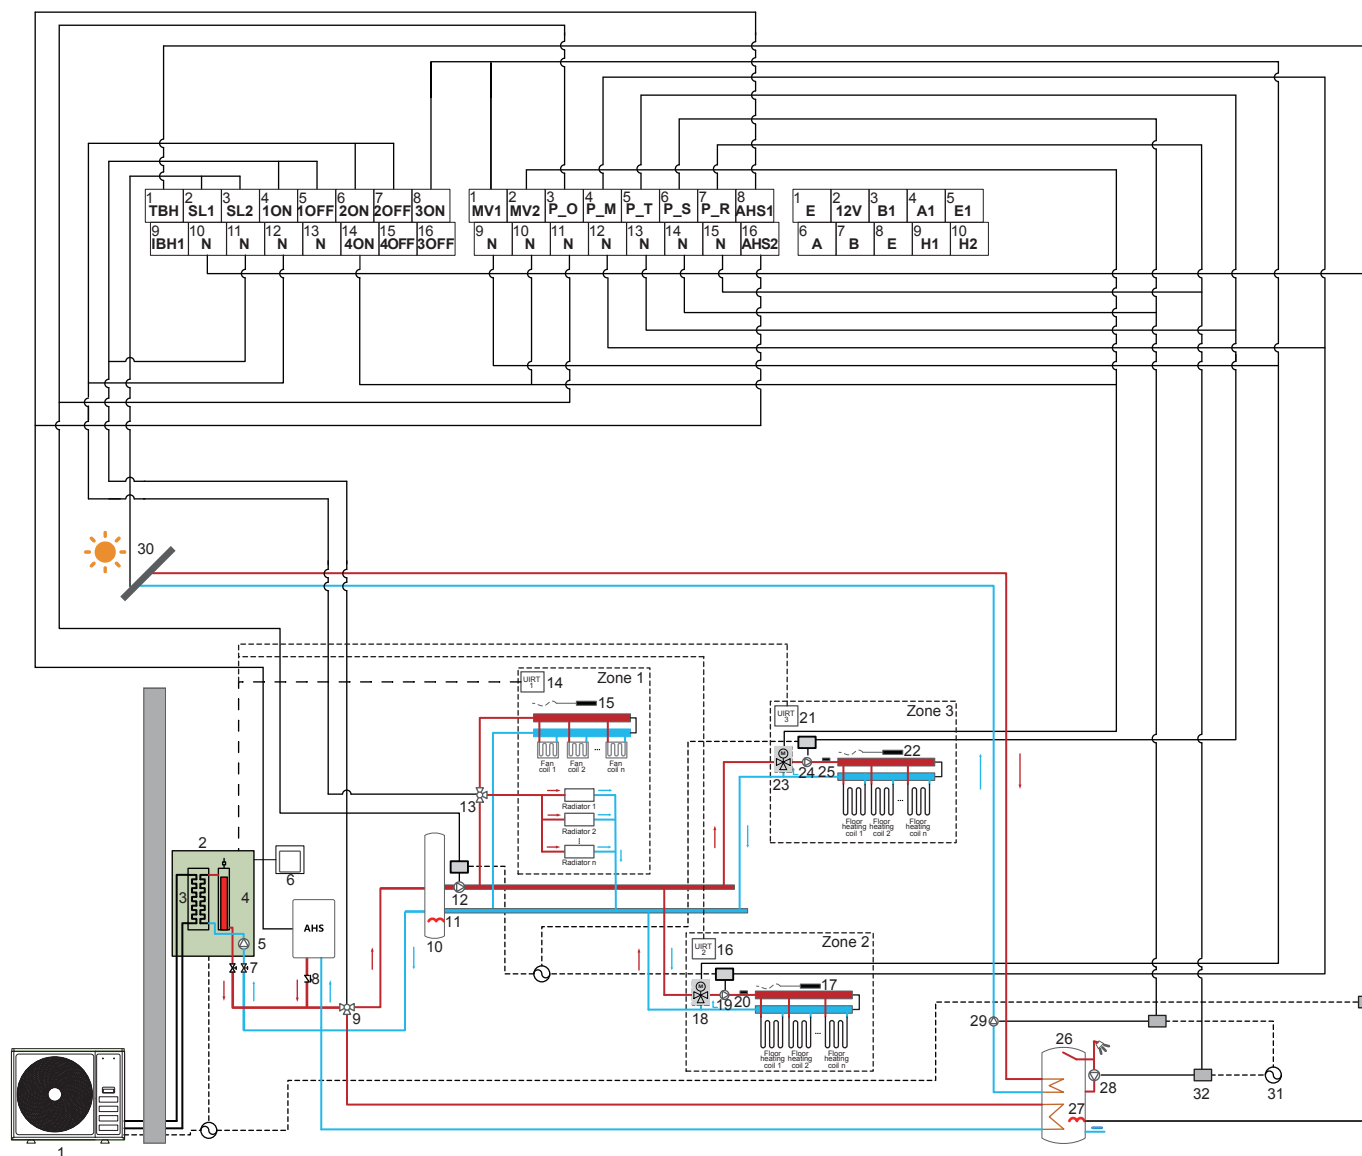 1 2 3 4 5 6 7 8
TBH SL1 SL2 1ON 1OFF 2ON 2OFF 3ON
9 10 11 12 13 14 15 16
IBH1 N N N N 4ON 4OFF 3OFF
1 2 3 4 5 6 7 8
MV1 MV2 P_O P_M P_T P_S P_R AHS1
9 10 11 12 13 14 15 16
N N N N N N N AHS2
1 2 3 4 5
E 12V B1 A1 E1
6 7 8 9 10
A B E H1 H2
30
Zone 1
UIRT
1
14
15
Fan
coil 1
Fan
coil 2
...
Fan
coil n
13
Radiator 1
Radiator 2
...
Radiator n
Zone 3
UIRT
3
21
22
M
23
24
25
Floor
heating
coil 1
Floor
heating
coil 2
...
Floor
heating
coil n
2
3
4
5
6
7
AHS
8
9
10
11
12
Zone 2
UIRT
2
16
17
M
18
19
20
Floor
heating
coil 1
Floor
heating
coil 2
...
Floor
heating
coil n
29
26
27
28
32
31
1